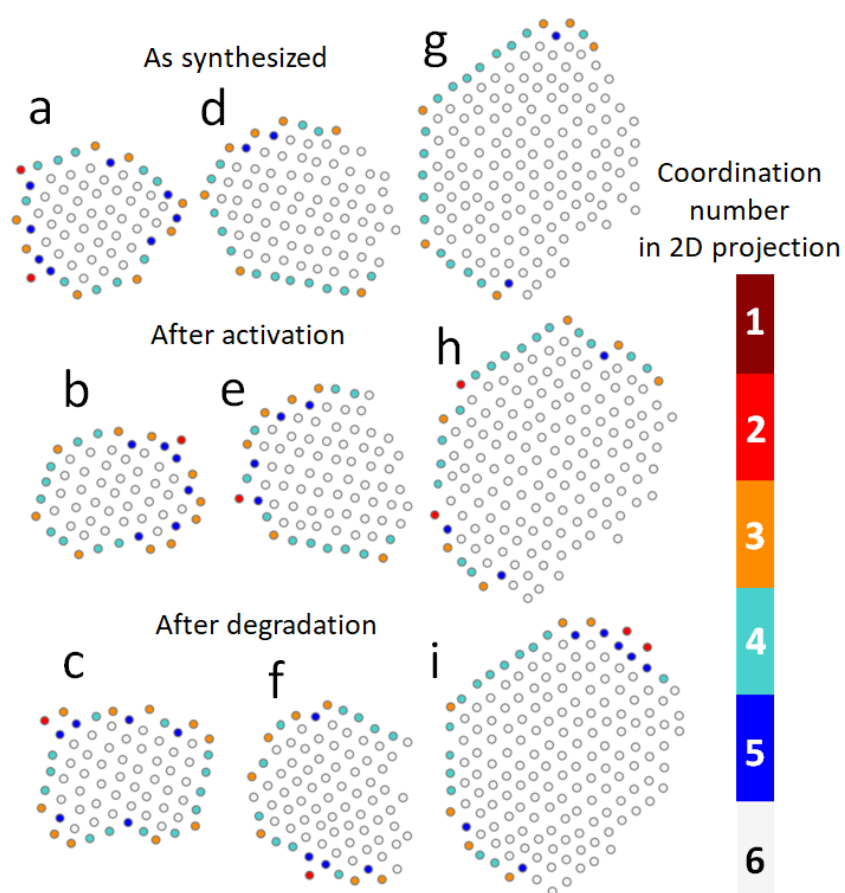 As synthesized
a
d
g
Coordination
number
in 2D projection
After activation
b
e
h
After degradation
c
f
i
1
2
3
4
5
6